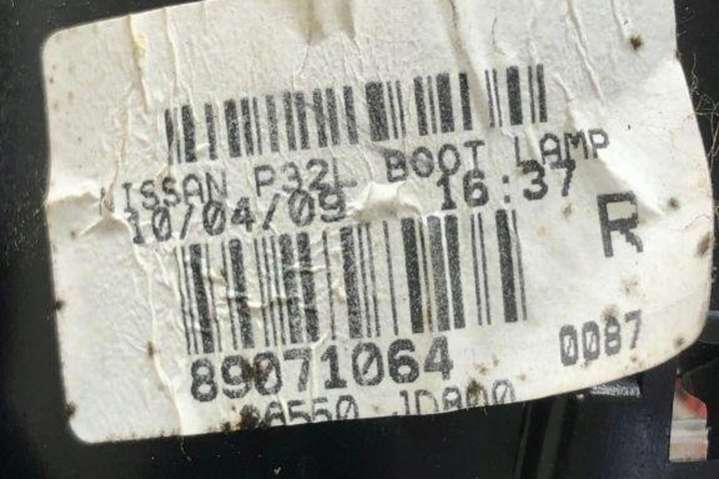 NISSAN P32L BOOT LAMP
10/04/09 16:37
R
89071064 0087